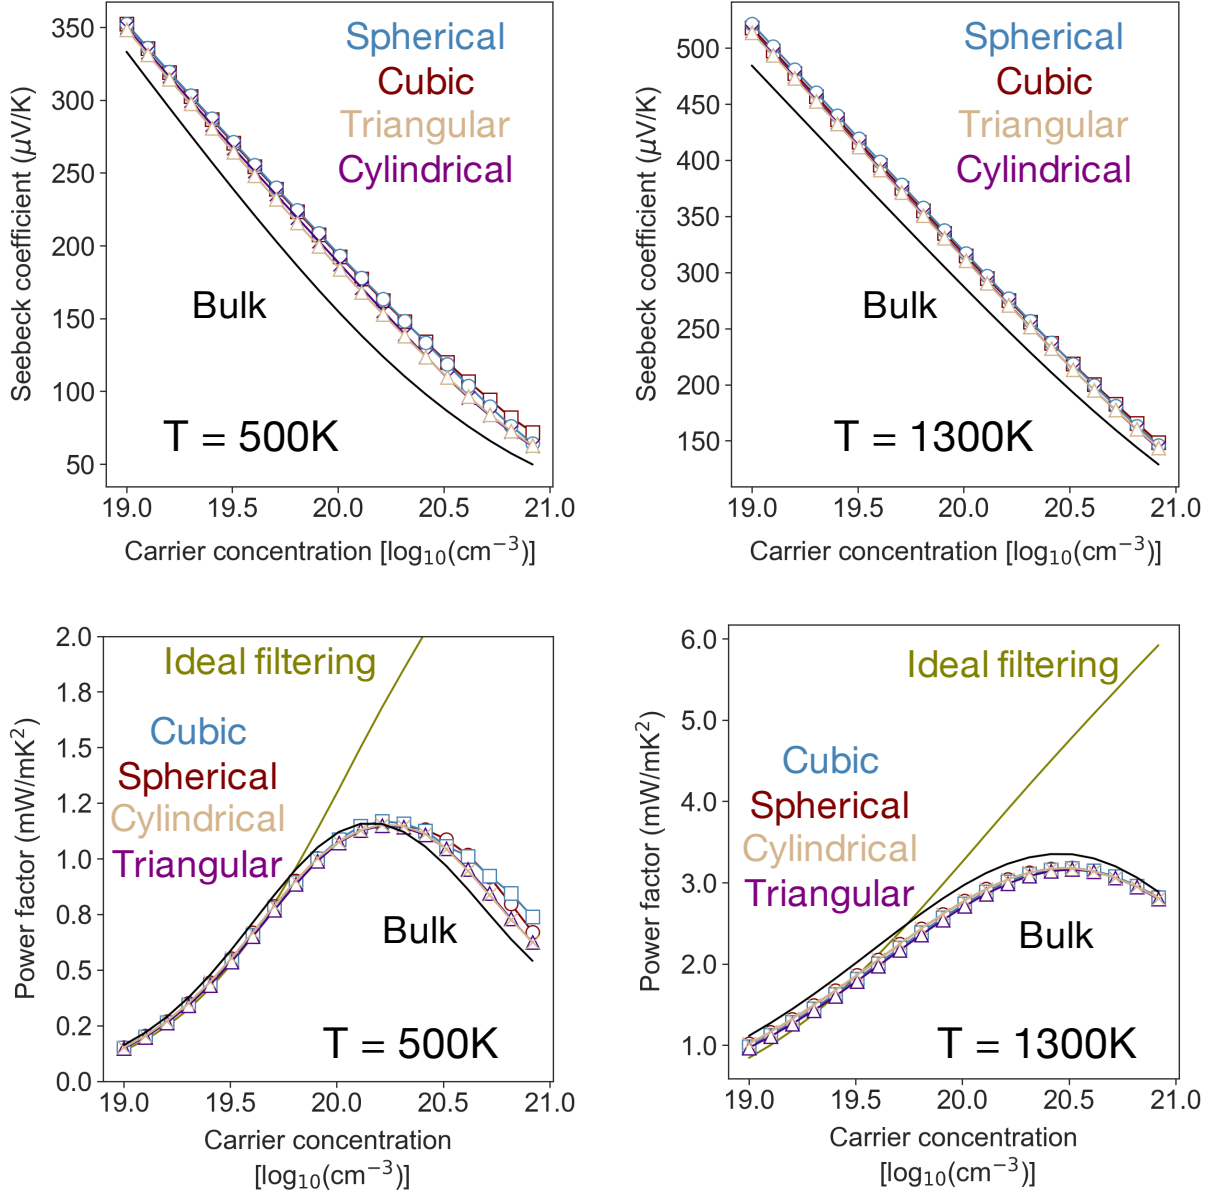 Seebeck coefficient (μV/K)
350
300
250
200
150
100
50
Spherical
Cubic
Triangular
Cylindrical
Bulk
T = 500K
19.0 19.5 20.0 20.5 21.0
Carrier concentration [log₁₀(cm⁻³)]
Seebeck coefficient (μV/K)
500
450
400
350
300
250
200
150
Spherical
Cubic
Triangular
Cylindrical
Bulk
T = 1300K
19.0 19.5 20.0 20.5 21.0
Carrier concentration [log₁₀(cm⁻³)]
Power factor (mW/mK²)
2.0
1.8
1.5
1.2
1.0
0.8
0.5
0.2
0.0
Ideal filtering
Cubic
Spherical
Cylindrical
Triangular
Bulk
T = 500K
19.0 19.5 20.0 20.5 21.0
Carrier concentration
[log₁₀(cm⁻³)]
Power factor (mW/mK²)
6.0
5.0
4.0
3.0
2.0
1.0
Ideal filtering
Cubic
Spherical
Cylindrical
Triangular
Bulk
T = 1300K
19.0 19.5 20.0 20.5 21.0
Carrier concentration
[log₁₀(cm⁻³)]